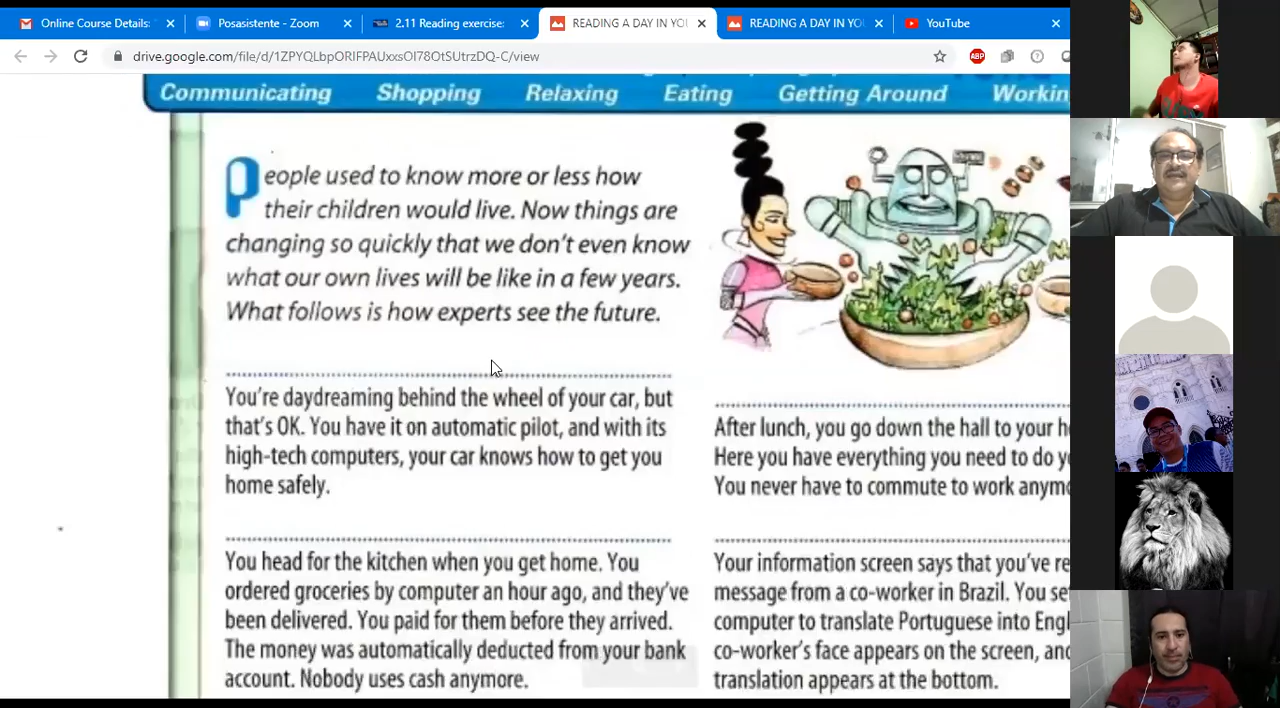 Online Course Details:
Posasistente - Zoom
2.11 Reading exercise:
READING A DAY IN YOU
READING A DAY IN YOU
YouTube
drive.google.com/file/d/1ZPYQLbpORIFPAUxxsOI78OtSUtrzDO-C/view
ABP
Communicating Shopping Relaxing Eating Getting Around Workin
People used to know more or less how
their children would live. Now things are
changing so quickly that we don't even know
what our own lives will be like in a few years.
What follows is how experts see the future.
You're daydreaming behind the wheel of your car, but
that's OK. You have it on automatic pilot, and with its
high-tech computers, your car knows how to get you
home safely.
You head for the kitchen when you get home. You
ordered groceries by computer an hour ago, and they've
been delivered. You paid for them before they arrived.
The money was automatically deducted from your bank
account. Nobody uses cash anymore.
After lunch, you go down the hall to your h
Here you have everything you need to do y
You never have to commute to work anym
Your information screen says that you've re
message from a co-worker in Brazil. You se
computer to translate Portuguese into Engl
co-worker's face appears on the screen, and
translation appears at the bottom.